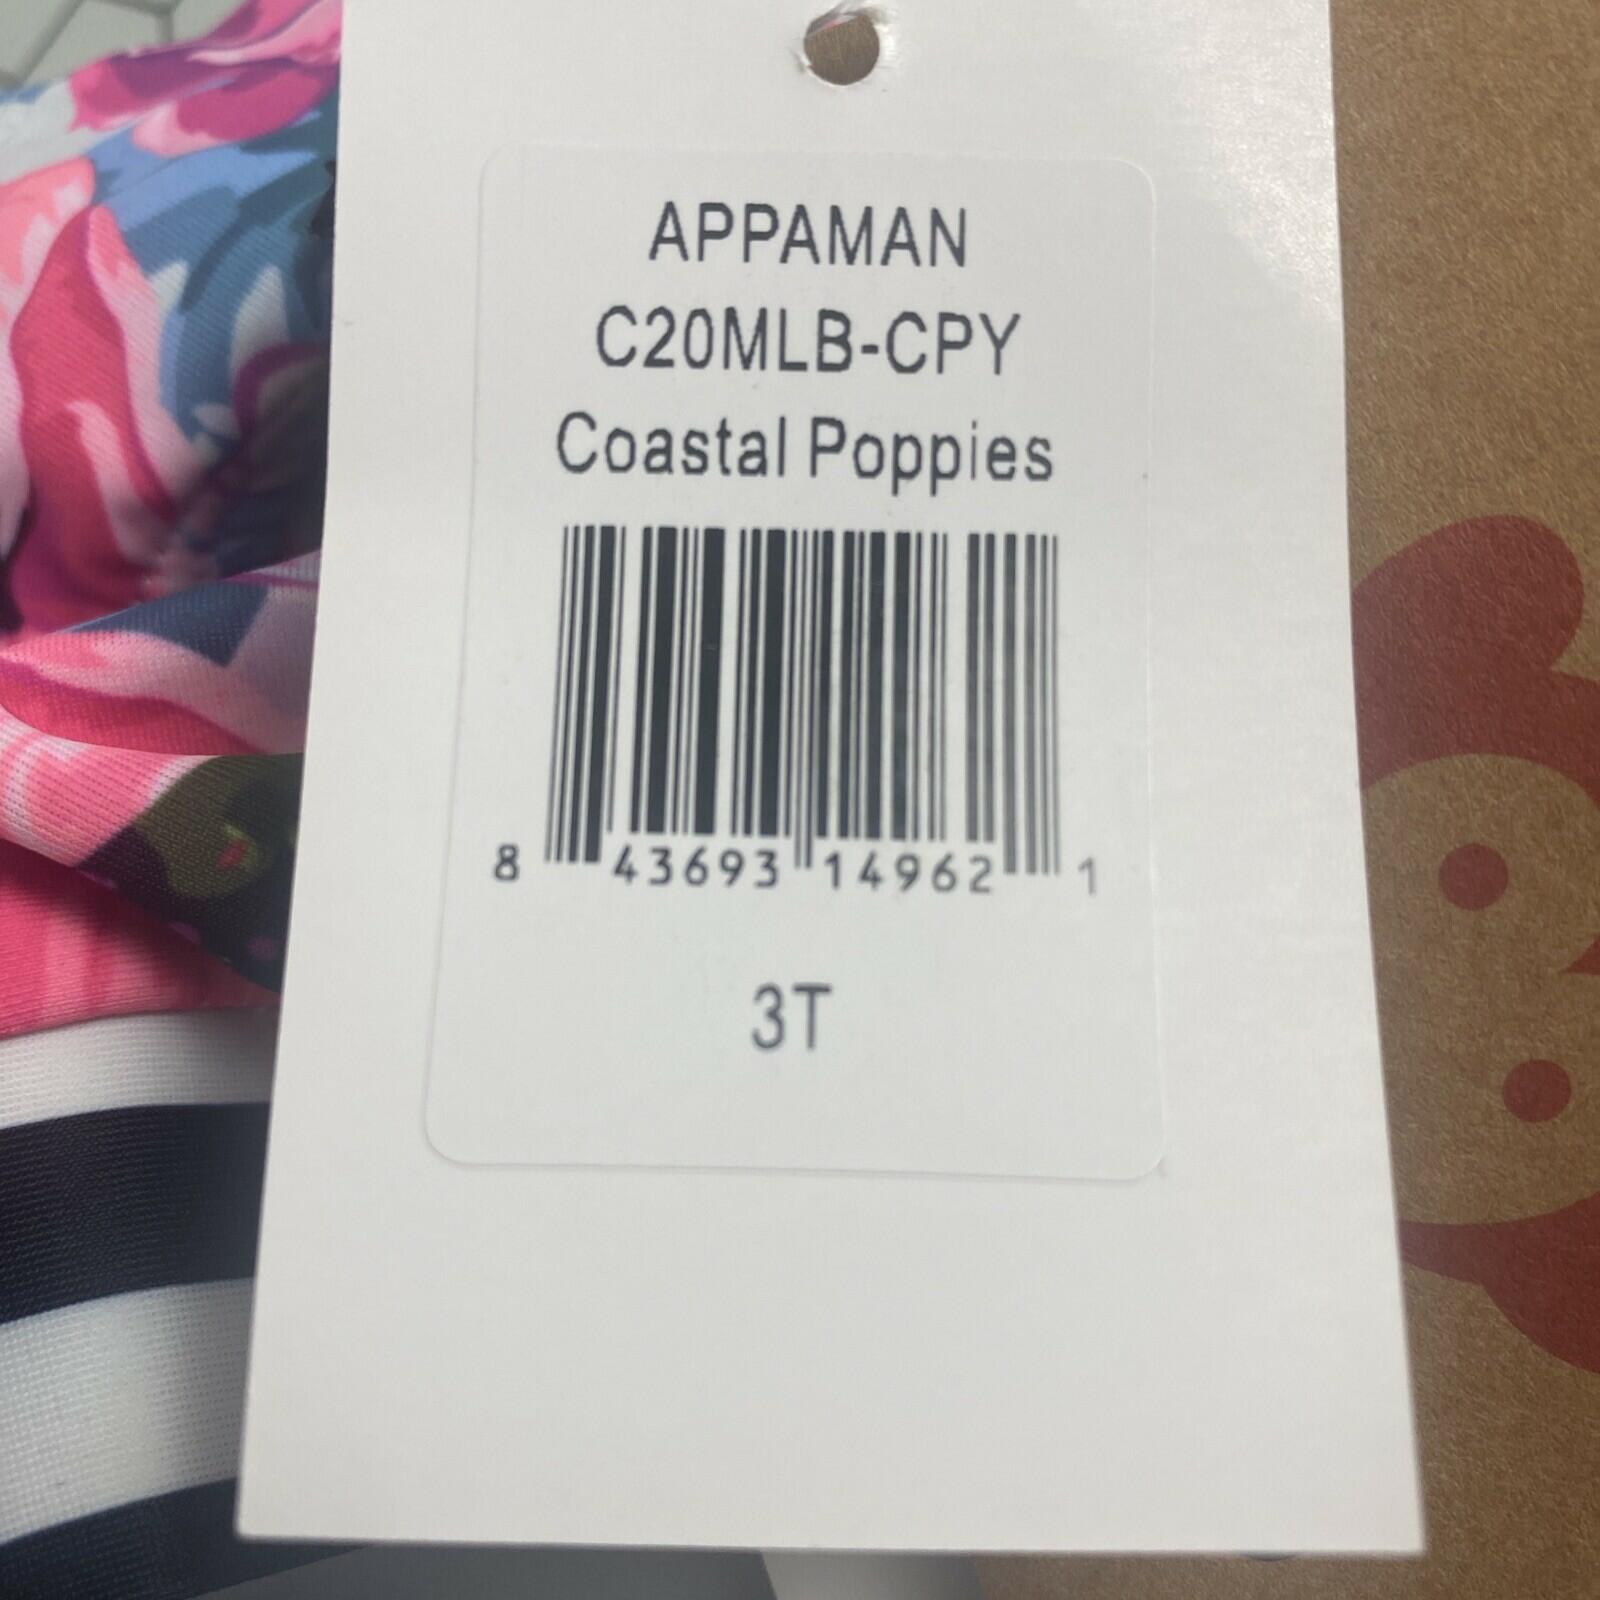 APPAMAN
C20MLB-CPY
Coastal Poppies
8 43693 14962 1
3T